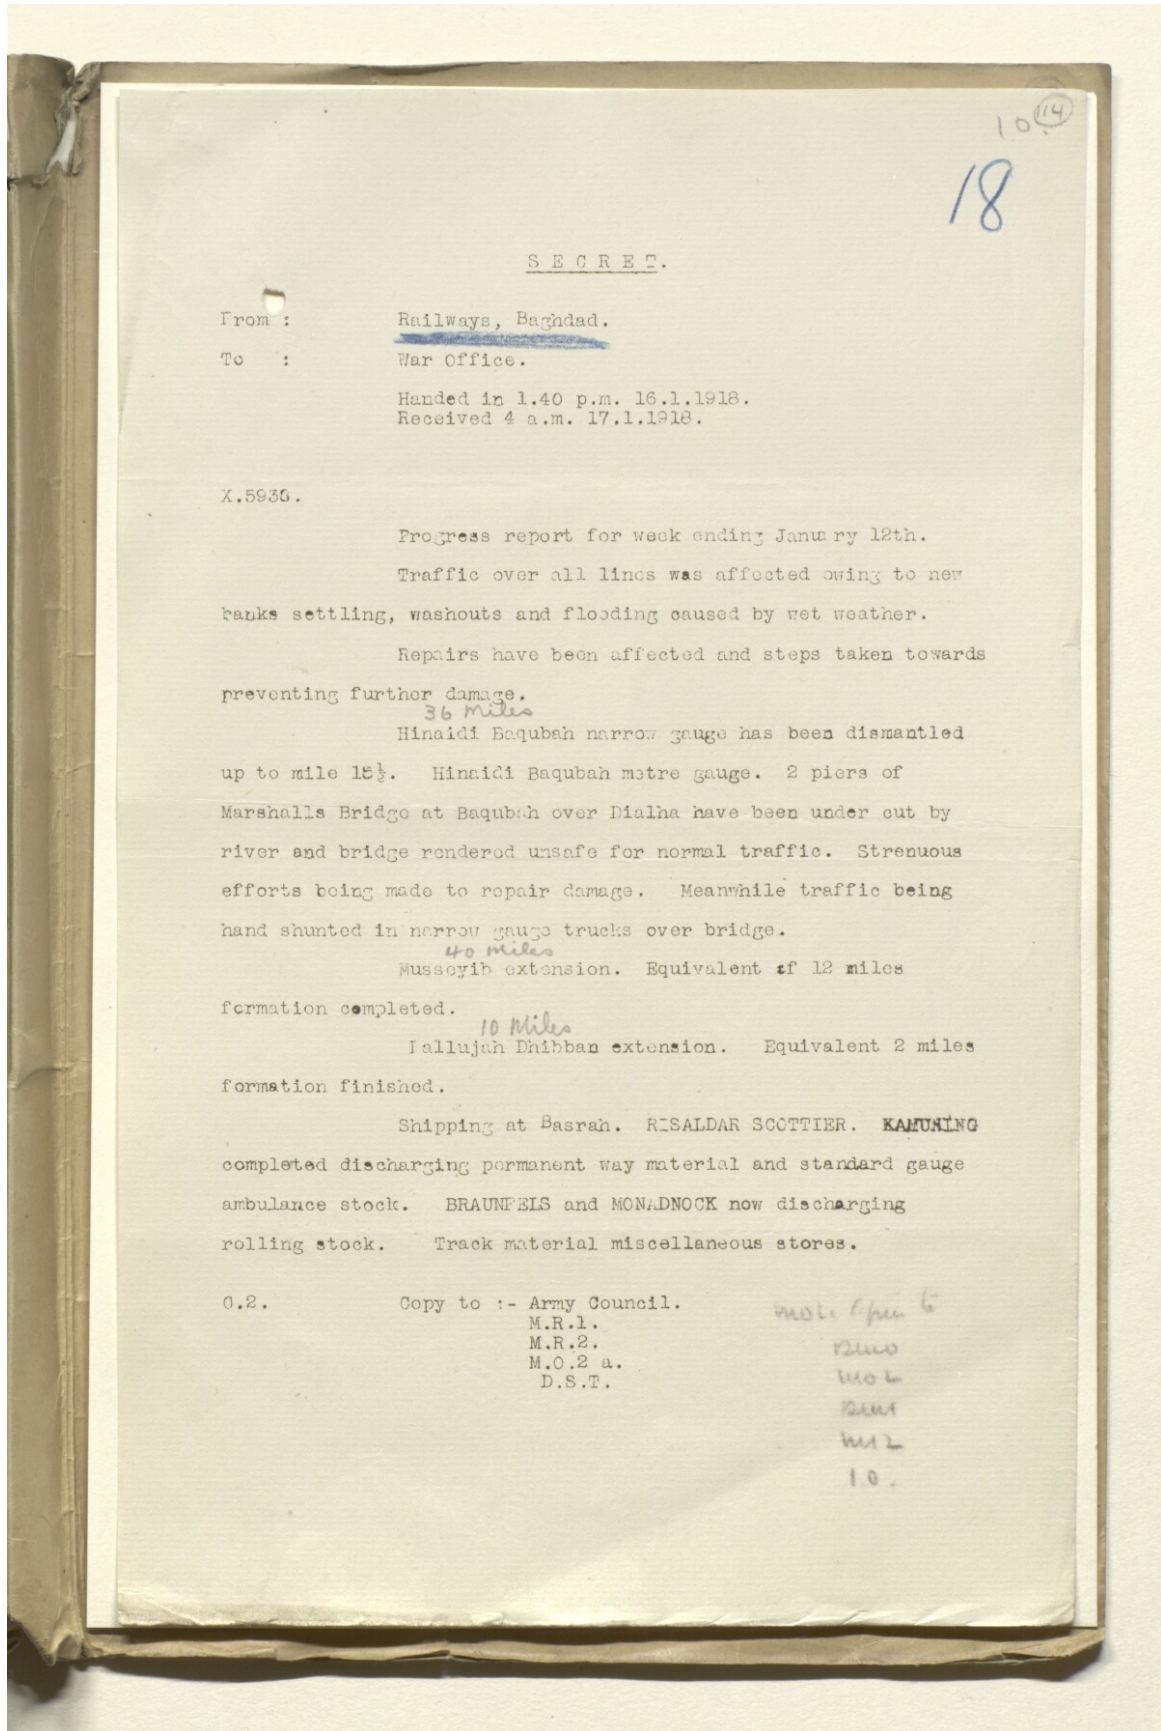 10.
114
18
SECRET.
From : Railways, Baghdad.
To : War Office.
Handed in 1.40 p.m. 16.1.1918.
Received 4 a.m. 17.1.1918.
Progress report for week ending January 12th.
Traffic over all lines was affected owing to new
banks settling, washouts and flooding caused by wet weather.
Repairs have been affected and steps taken towards
preventing further damage.
36 Miles
Hinaidi Baqubah narrow gauge has been dismantled
up to mile
Hinaidi Baqubah metre gauge. 2 piers of
Marshalls Bridge at Baqubah over Dialha have been under cut by
river and bridge rendered unsafe for normal traffic. Strenuous
efforts being made to repair damage. Meanwhile traffic being
hand shunted in narrow gauge trucks over bridge.
40 Miles
Musseyib extension. Equivalent of 12 miles
formation completed.
10 Miles
Fallujah Dhibban extension. Equivalent 2 miles
formation finished.
Shipping at Basrah. RISALDAR SCOTTIER. KAMUNING
completed discharging permanent way material and standard gauge
ambulance stock. BRAUNFELS and MONADNOCK now discharging
rolling stock. Track material miscellaneous stores.
Copy to :- Army Council.
M.R.1.
M.R.2.
M.O.2 a.
D.S.T.
to
MO2
MI2
I.O.